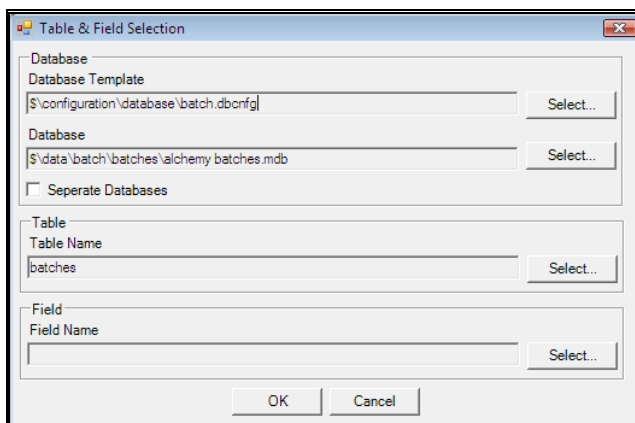 Table & Field Selection
Database
Database Template
$\configuration\database\batch.dbcnfg
Select...
Database
$\data\batch\batches\alchemy batches.mdb
Select...
Seperate Databases
Table
Table Name
batches
Select...
Field
Field Name
Select...
OK
Cancel